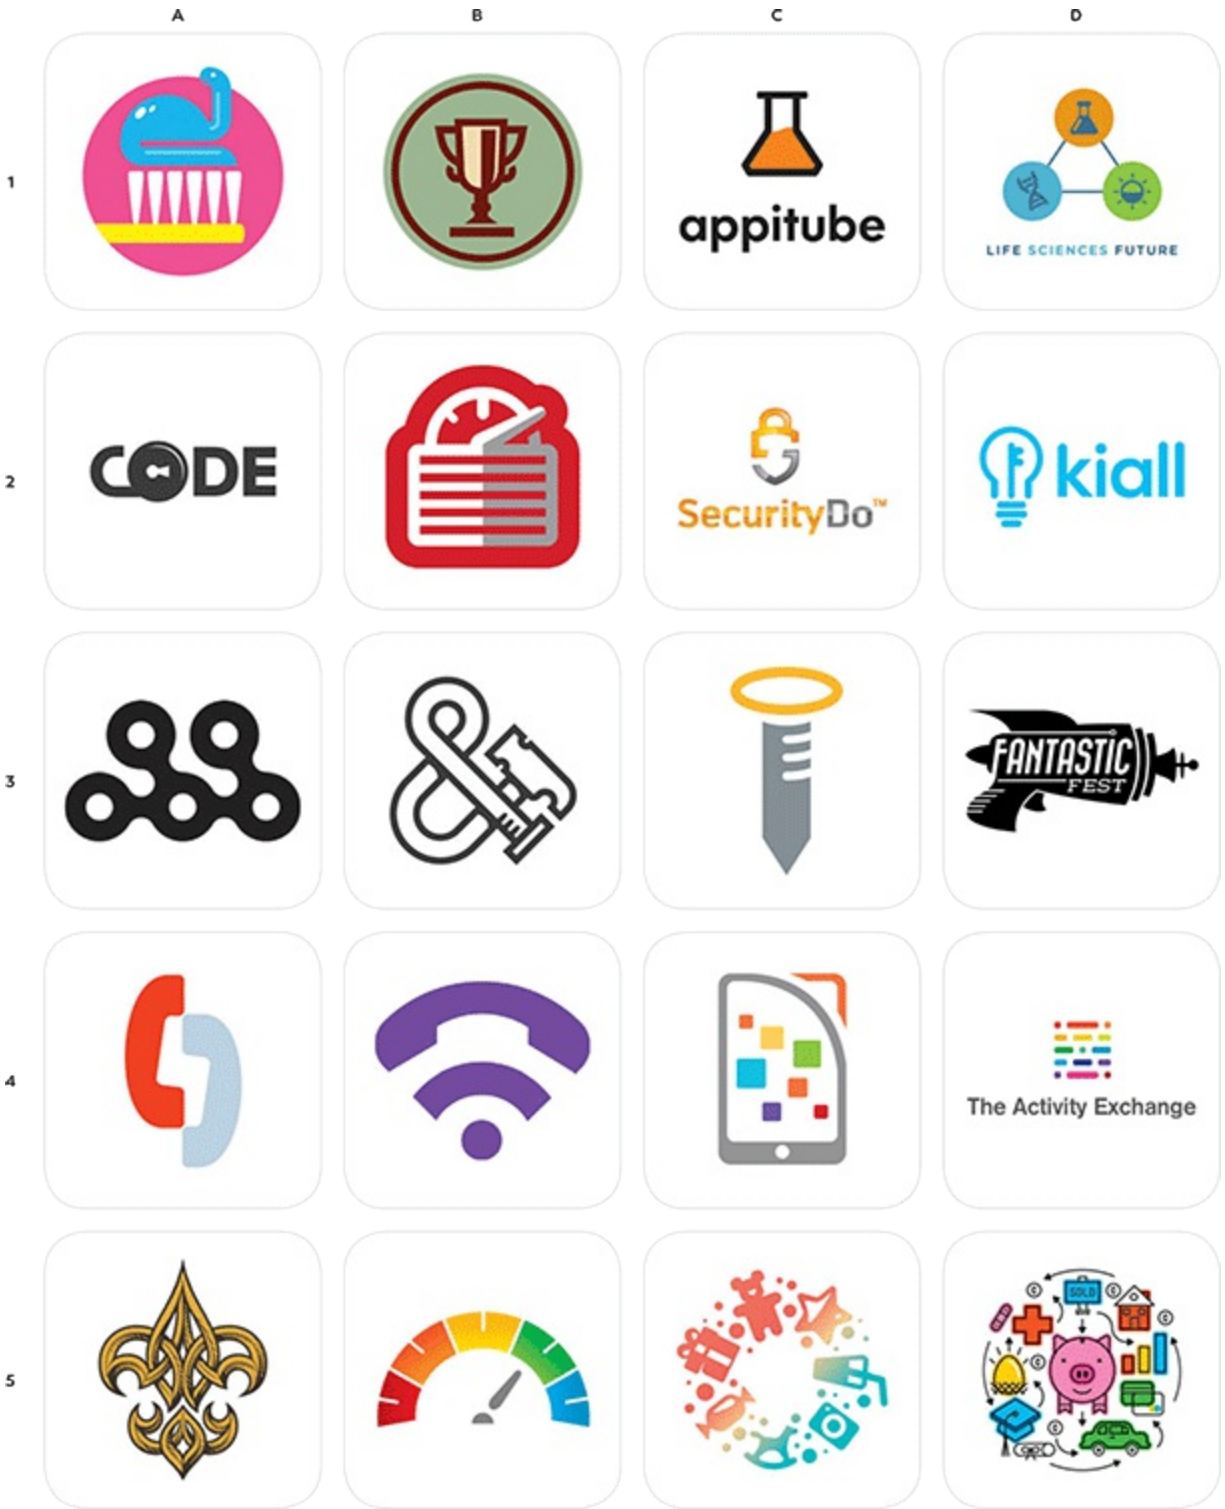 A B C D
1
appitube
LIFE SCIENCES FUTURE
2
CODE
SecurityDo™
kiall
3
FANTASTIC
FEST
4
The Activity Exchange
5
SOLD